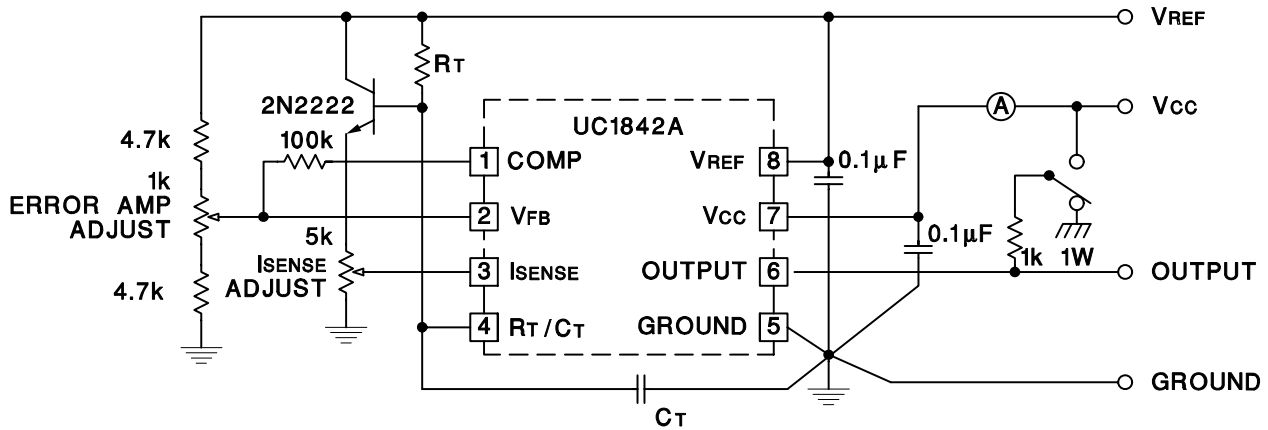 VREF
RT
2N2222
VCC
A
4.7k
100k
UC1842A
1 COMP
VREF 8
0.1µF
1k
ERROR AMP
ADJUST
2 VFB
VCC 7
0.1µF
5k
ISENSE
ADJUST
1k 1W
4.7k
3 ISENSE
OUTPUT 6
OUTPUT
4 RT/CT
GROUND 5
GROUND
CT